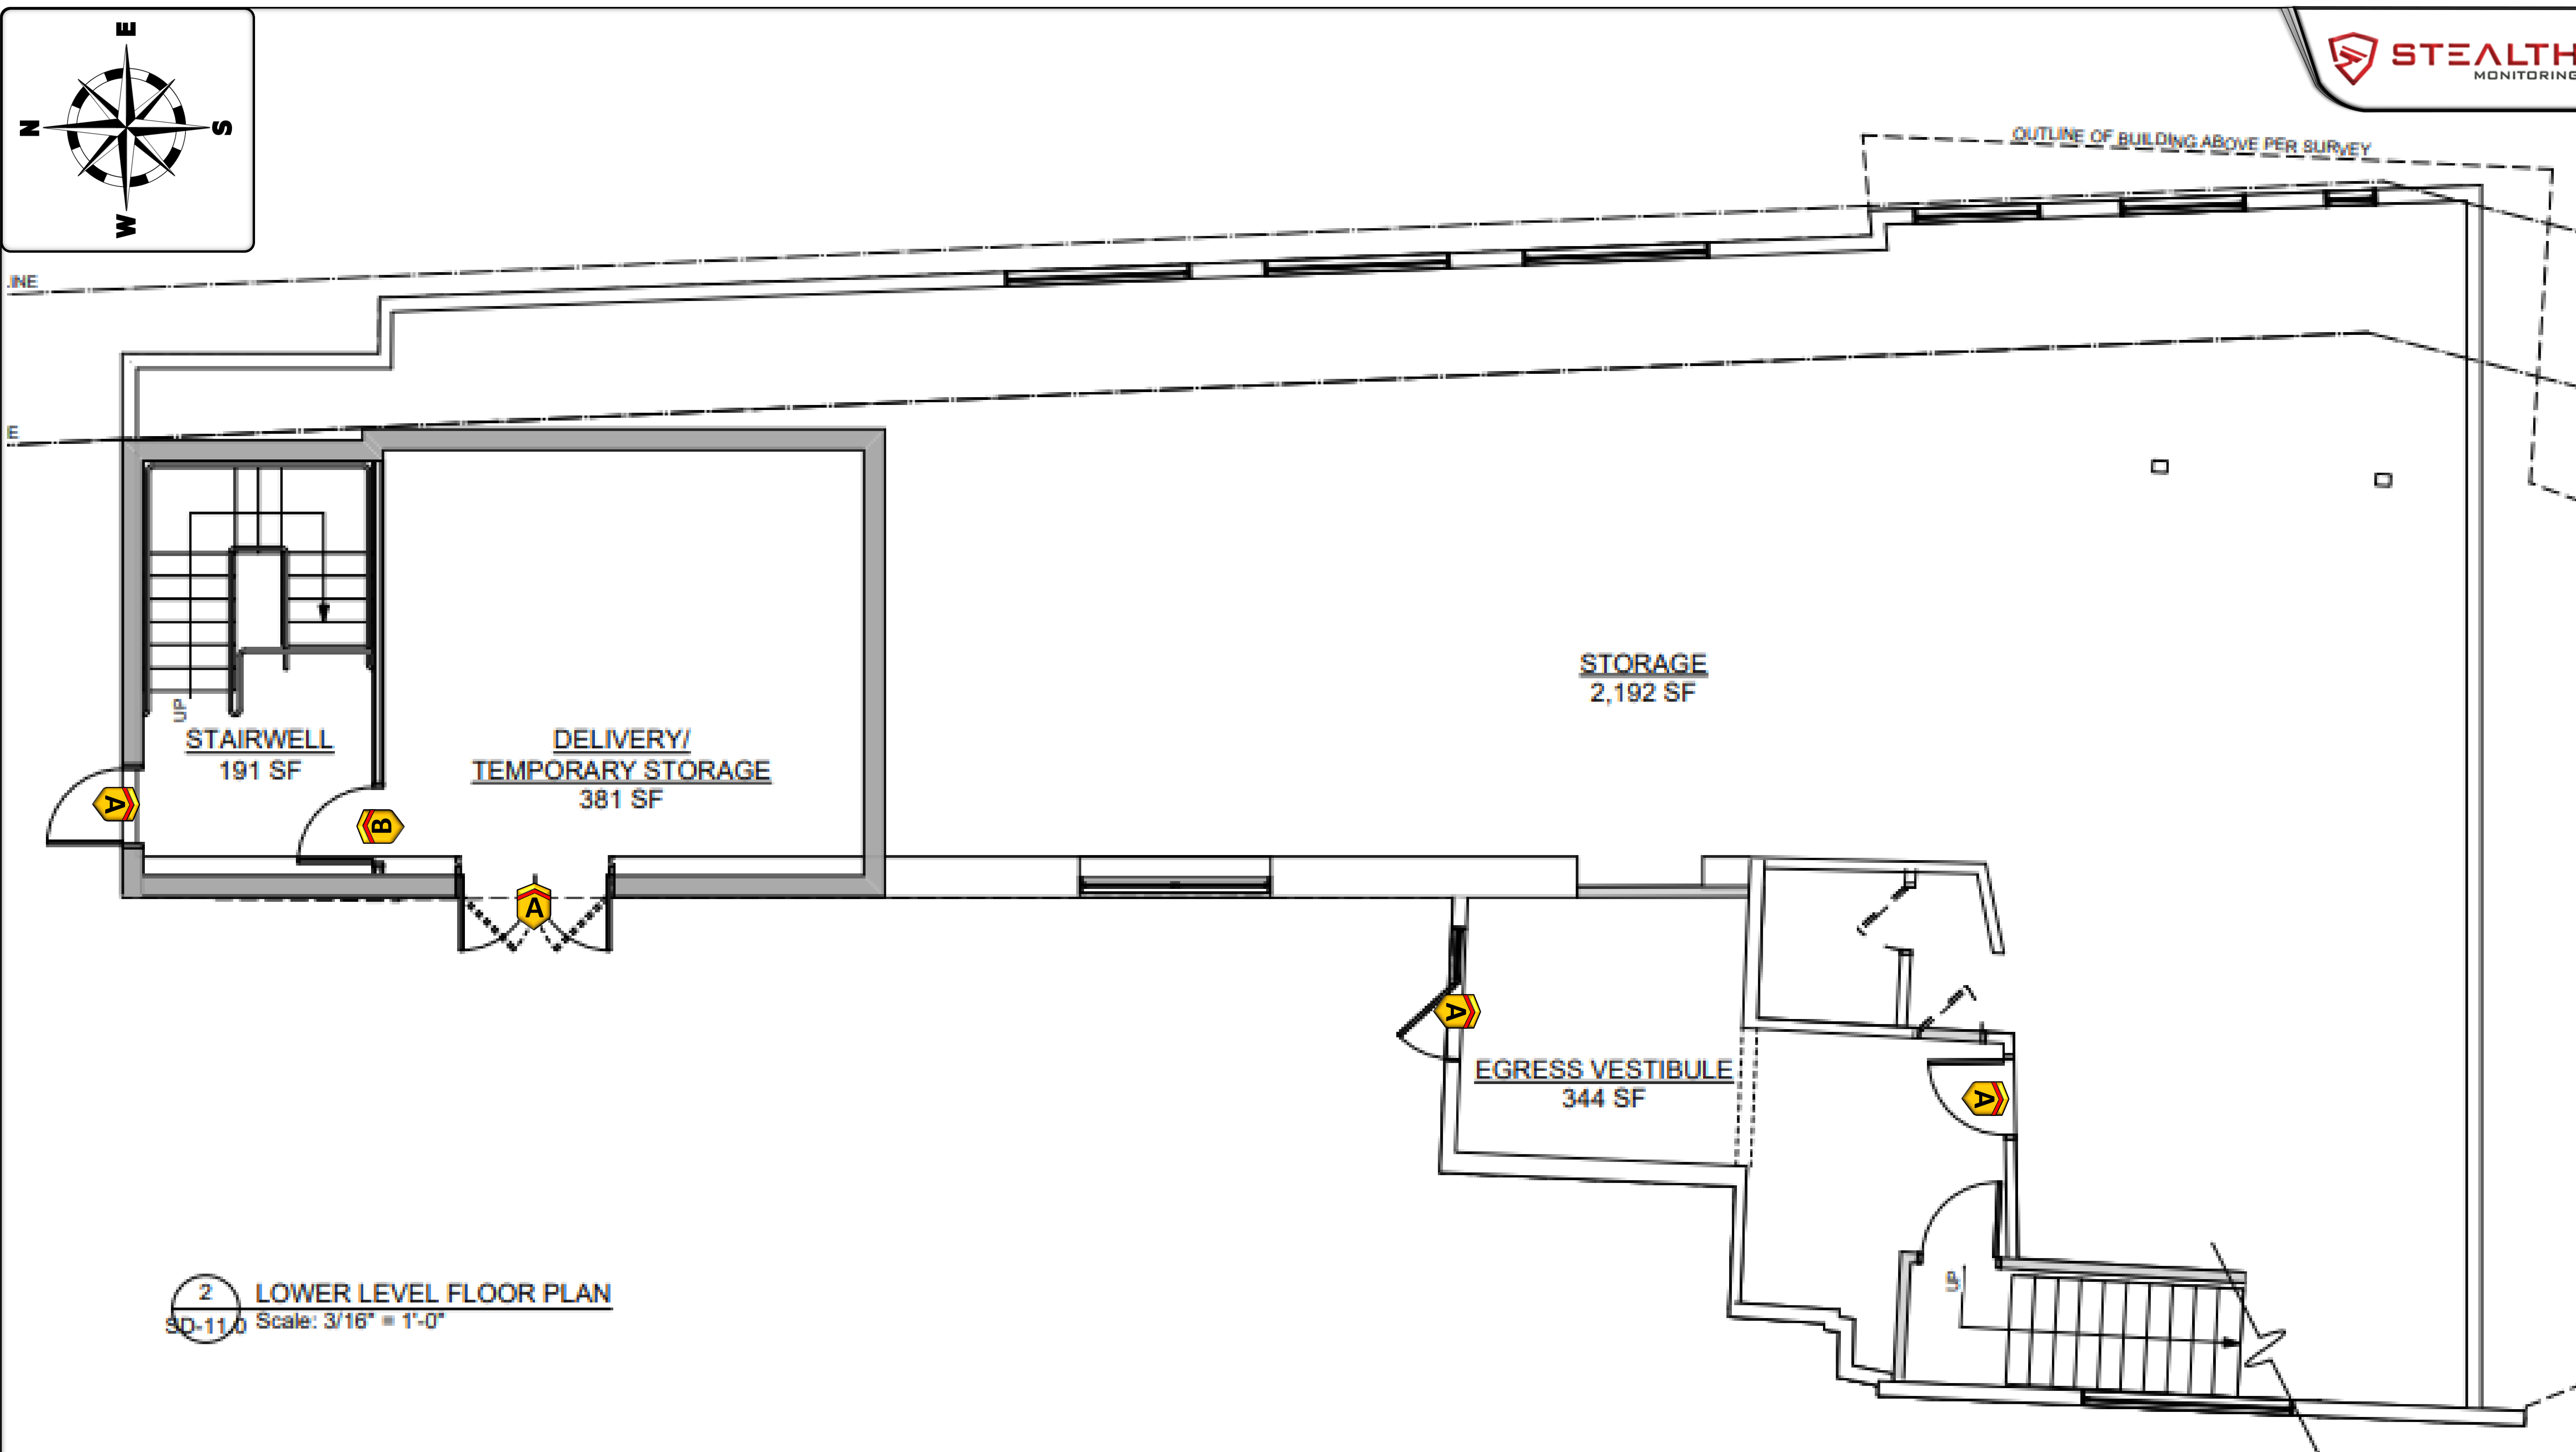 E
N
S
W
STEALTH
MONITORING
OUTLINE OF BUILDING ABOVE PER SURVEY
INE
E
STORAGE
2,192 SF
UP
STAIRWELL
191 SF
DELIVERY/
TEMPORARY STORAGE
381 SF
A
B
A
A
EGRESS VESTIBULE
344 SF
A
UP
2
SD-11.0
LOWER LEVEL FLOOR PLAN
Scale: 3/16" = 1'-0"